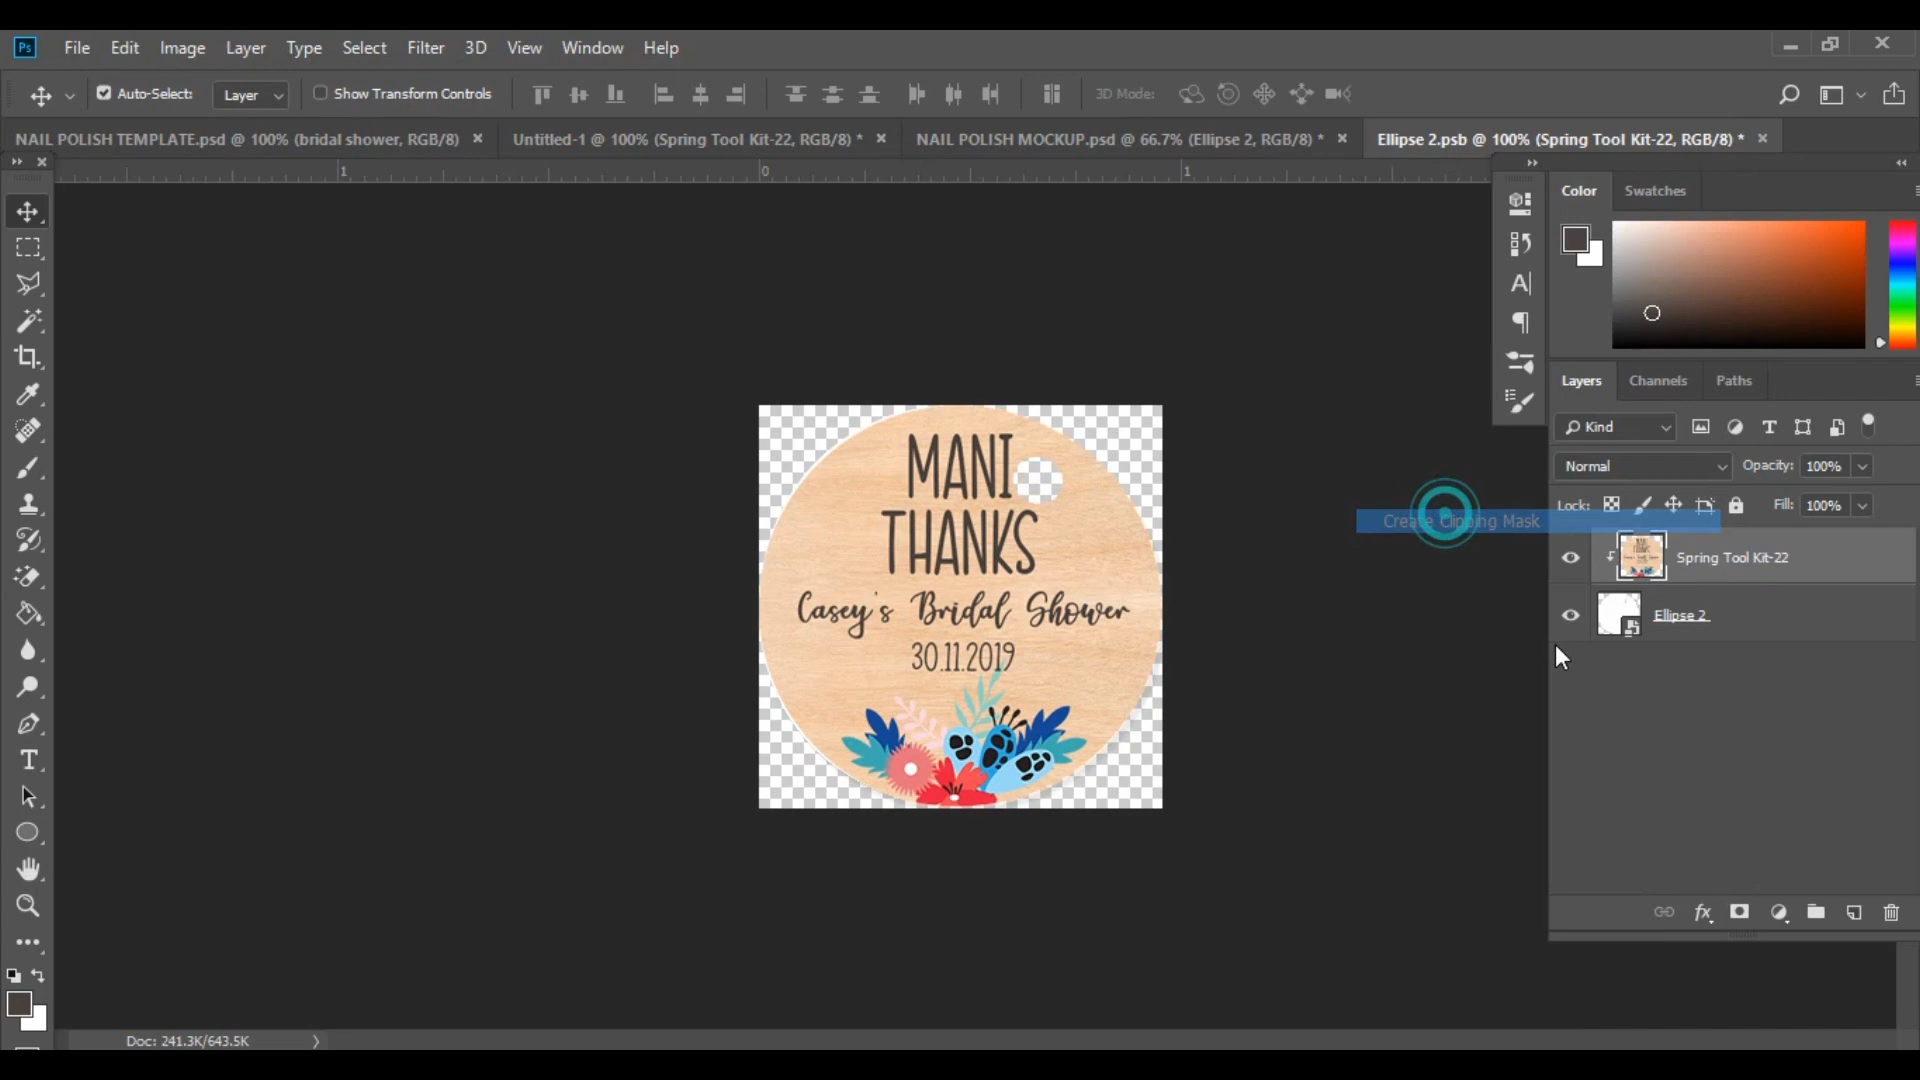 Ps File Edit Image Layer Type Select Filter 3D View Window Help
Auto-Select: Layer Show Transform Controls 3D Mode:
NAIL POLISH TEMPLATE.psd @ 100% (bridal shower, RGB/8) Untitled-1 @ 100% (Spring Tool Kit-22, RGB/8) * NAIL POLISH MOCKUP.psd @ 66.7% (Ellipse 2, RGB/8) * Ellipse 2.psb @ 100% (Spring Tool Kit-22, RGB/8) *
1 0 1
Color Swatches
Layers Channels Paths
Kind
Normal Opacity: 100%
Lock: Fill: 100%
Create Clipping Mask
Spring Tool Kit-22
Ellipse 2
MANI
THANKS
Casey's Bridal Shower
30.11.2019
Doc: 241.3K/643.5K